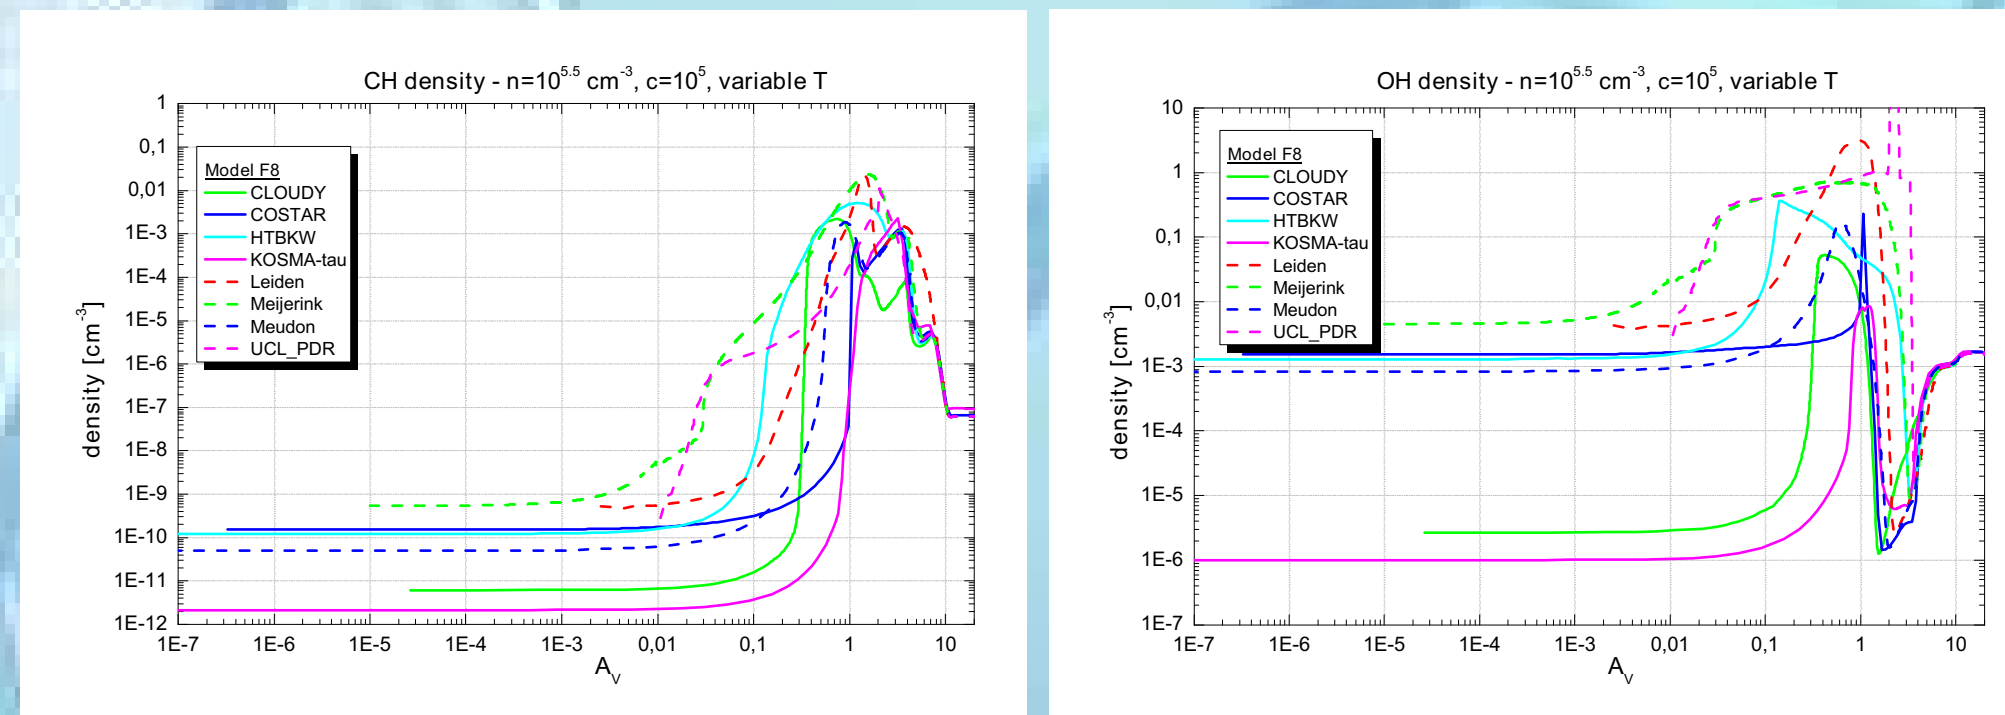 CH density - n=10^5.5 cm^-3, c=10^5, variable T
1
0,1
0,01
1E-3
1E-4
1E-5
1E-6
1E-7
1E-8
1E-9
1E-10
1E-11
1E-12
density [cm^-3]
Model F8
CLOUDY
COSTAR
HTBKW
KOSMA-tau
Leiden
Meijerink
Meudon
UCL_PDR
1E-7 1E-6 1E-5 1E-4 1E-3 0,01 0,1 1 10
A_V
OH density - n=10^5.5 cm^-3, c=10^5, variable T
10
1
0,1
0,01
1E-3
1E-4
1E-5
1E-6
1E-7
density [cm^-3]
Model F8
CLOUDY
COSTAR
HTBKW
KOSMA-tau
Leiden
Meijerink
Meudon
UCL_PDR
1E-7 1E-6 1E-5 1E-4 1E-3 0,01 0,1 1 10
A_V